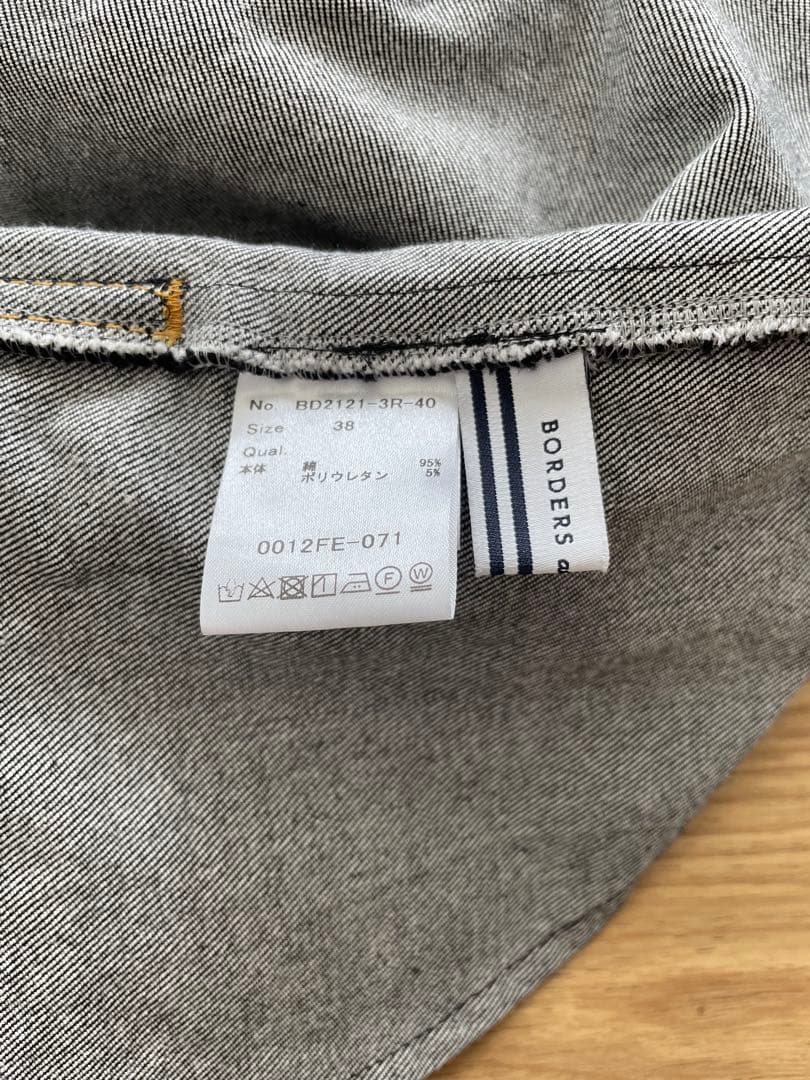 No. BD2121-3R-40
Size 38
Qual.
本体 綿 95%
ポリウレタン 5%
0012FE-071
F W
BORDERS